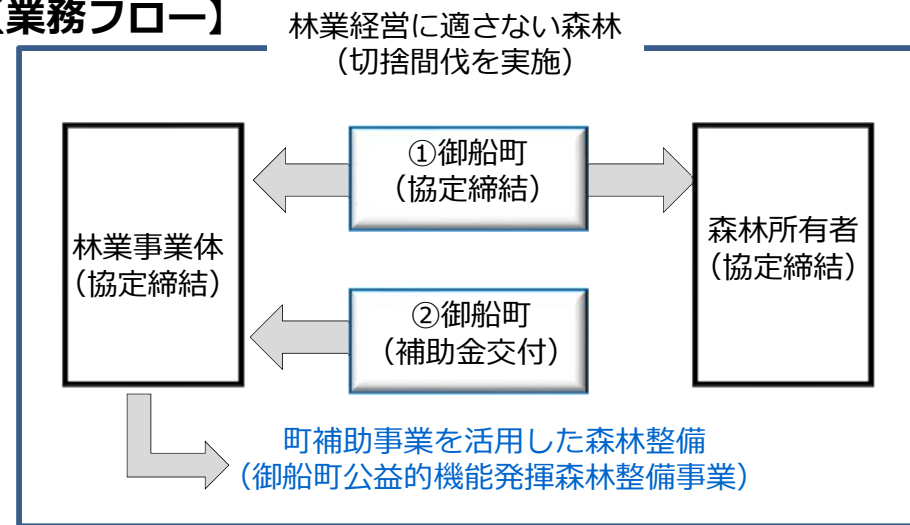 【業務フロー】
林業経営に適さない森林
（切捨間伐を実施）
①御船町
（協定締結）
林業事業体
（協定締結）
森林所有者
（協定締結）
②御船町
（補助金交付）
町補助事業を活用した森林整備
（御船町公益的機能発揮森林整備事業）